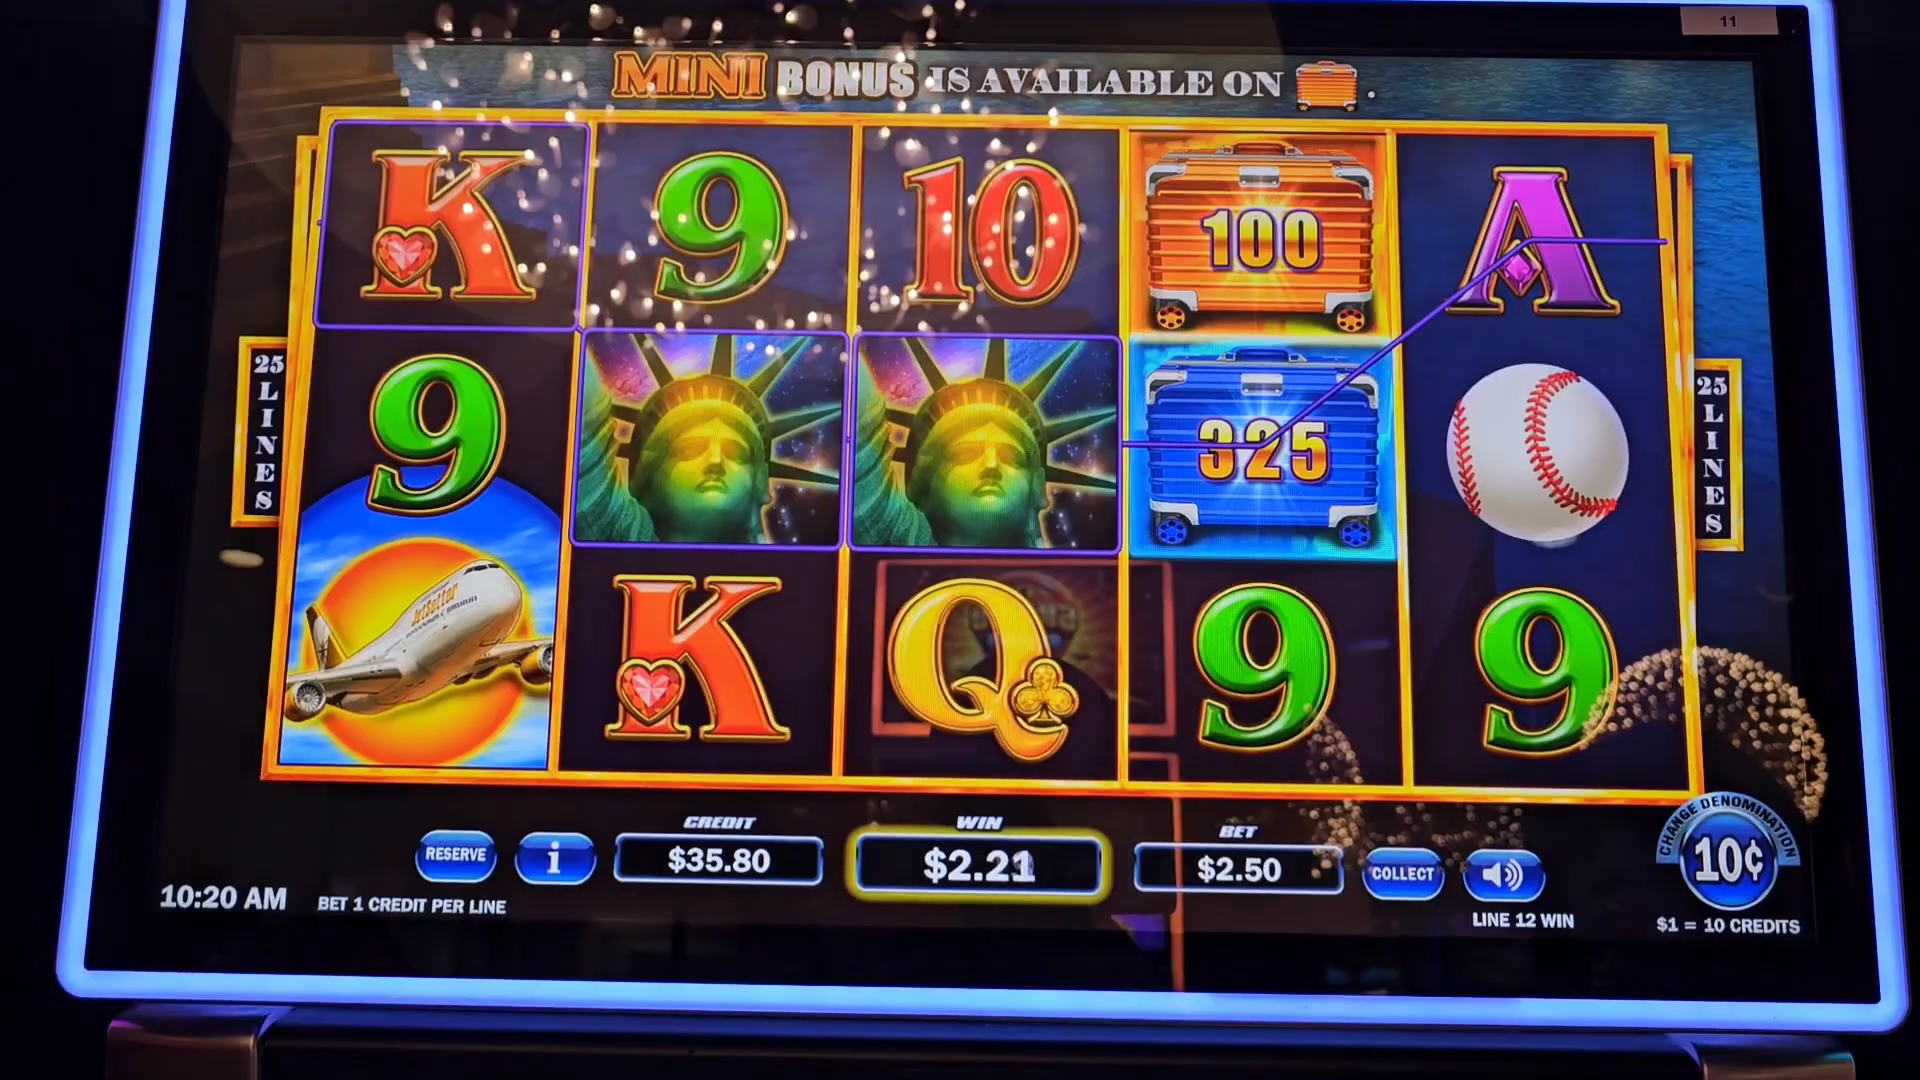 11
MINI BONUS IS AVAILABLE ON .
K 9 10 100 A
25 LINES
9 325
25 LINES
JetSetter
K Q 9 9
CREDIT WIN BET
RESERVE i $35.80 $2.21 $2.50 COLLECT
CHANGE DENOMINATION
10¢
10:20 AM BET 1 CREDIT PER LINE LINE 12 WIN $1 = 10 CREDITS